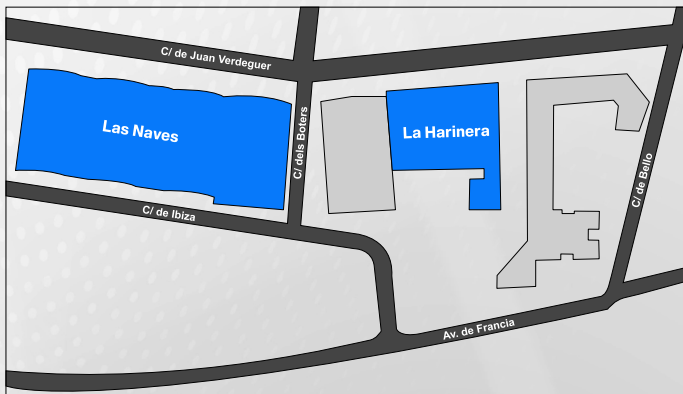 C/ de Juan Verdeguer
Las Naves
C/ dels Boters
La Harinera
C/ de Bello
C/ de Ibiza
Av. de Francia